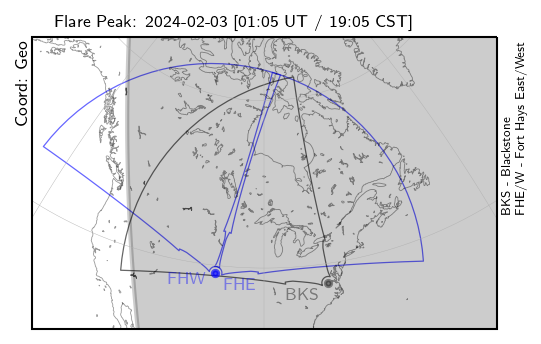 Flare Peak: 2024-02-03 [01:05 UT / 19:05 CST]
Coord: Geo
BKS - Blackstone
FHE/W - Fort Hays East/West
FHW
FHE
BKS